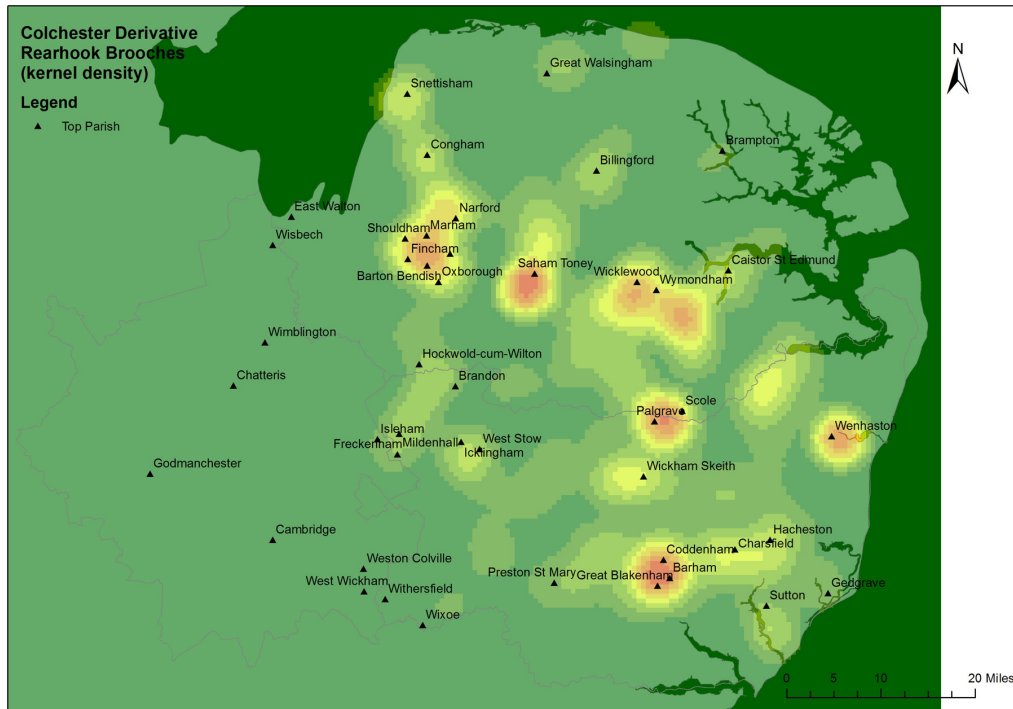 Colchester Derivative
Rearhook Brooches
(kernel density)
Legend
Top Parish
N
Great Walsingham
Snettisham
Brampton
Congham
Billingford
East Walton
Narford
Shouldham
Marham
Wisbech
Fincham
Caistor St Edmund
Saham Toney
Wicklewood
Barton Bendish
Oxborough
Wymondham
Wimblington
Hockwold-cum-Wilton
Chatteris
Brandon
Scole
Palgrave
Isleham
Wenhaston
Freckenham
Mildenhall
West Stow
Icklingham
Godmanchester
Wickham Skeith
Cambridge
Hacheston
Coddenham
Charsfield
Weston Colville
Barham
Preston St Mary
Great Blakenham
West Wickham
Withersfield
Sutton
Gedgrave
Wixoe
0 5 10 20 Miles